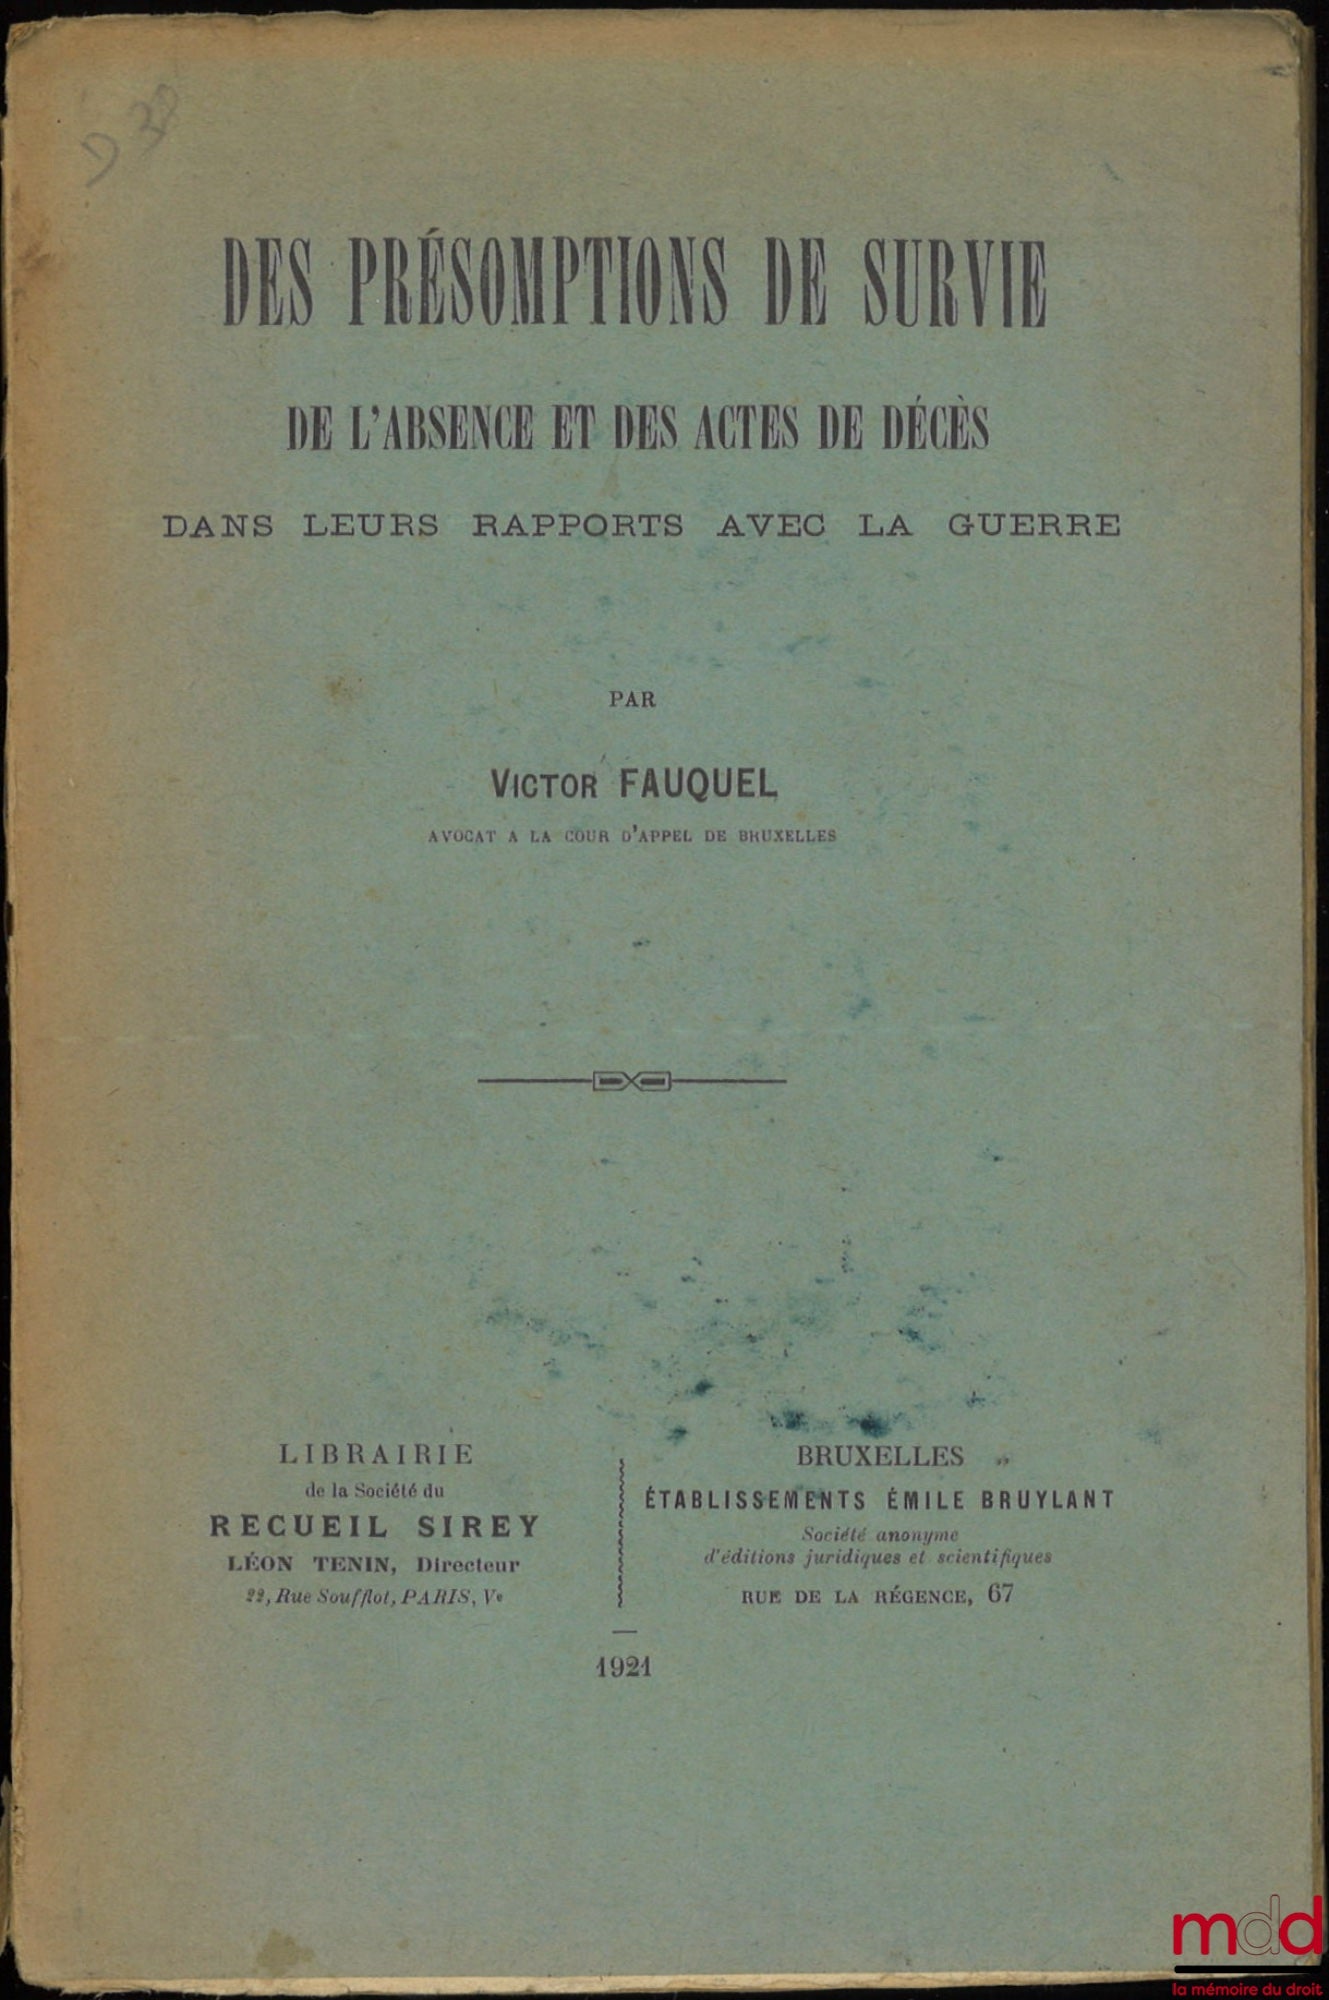 D 38
DES PRÉSOMPTIONS DE SURVIE
DE L'ABSENCE ET DES ACTES DE DÉCÈS
DANS LEURS RAPPORTS AVEC LA GUERRE
PAR
VICTOR FAUQUEL
AVOCAT A LA COUR D'APPEL DE BRUXELLES
LIBRAIRIE
de la Société du
RECUEIL SIREY
LÉON TENIN, Directeur
22, Rue Soufflot, PARIS, Ve
BRUXELLES
ÉTABLISSEMENTS ÉMILE BRUYLANT
Société anonyme
d'éditions juridiques et scientifiques
RUE DE LA RÉGENCE, 67
1921
mdd
la mémoire du droit